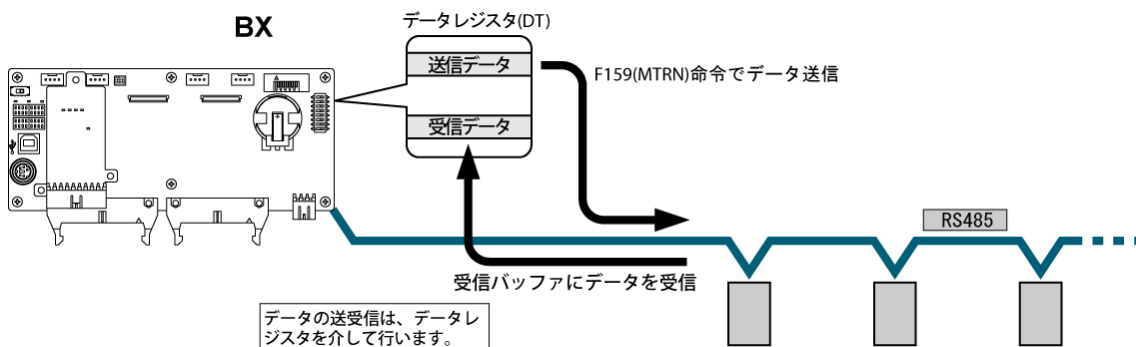 BX
データレジスタ(DT)
送信データ
受信データ
F159(MTRN)命令でデータ送信
RS485
受信バッファにデータを受信
データの送受信は、データレ
ジスタを介して行います。